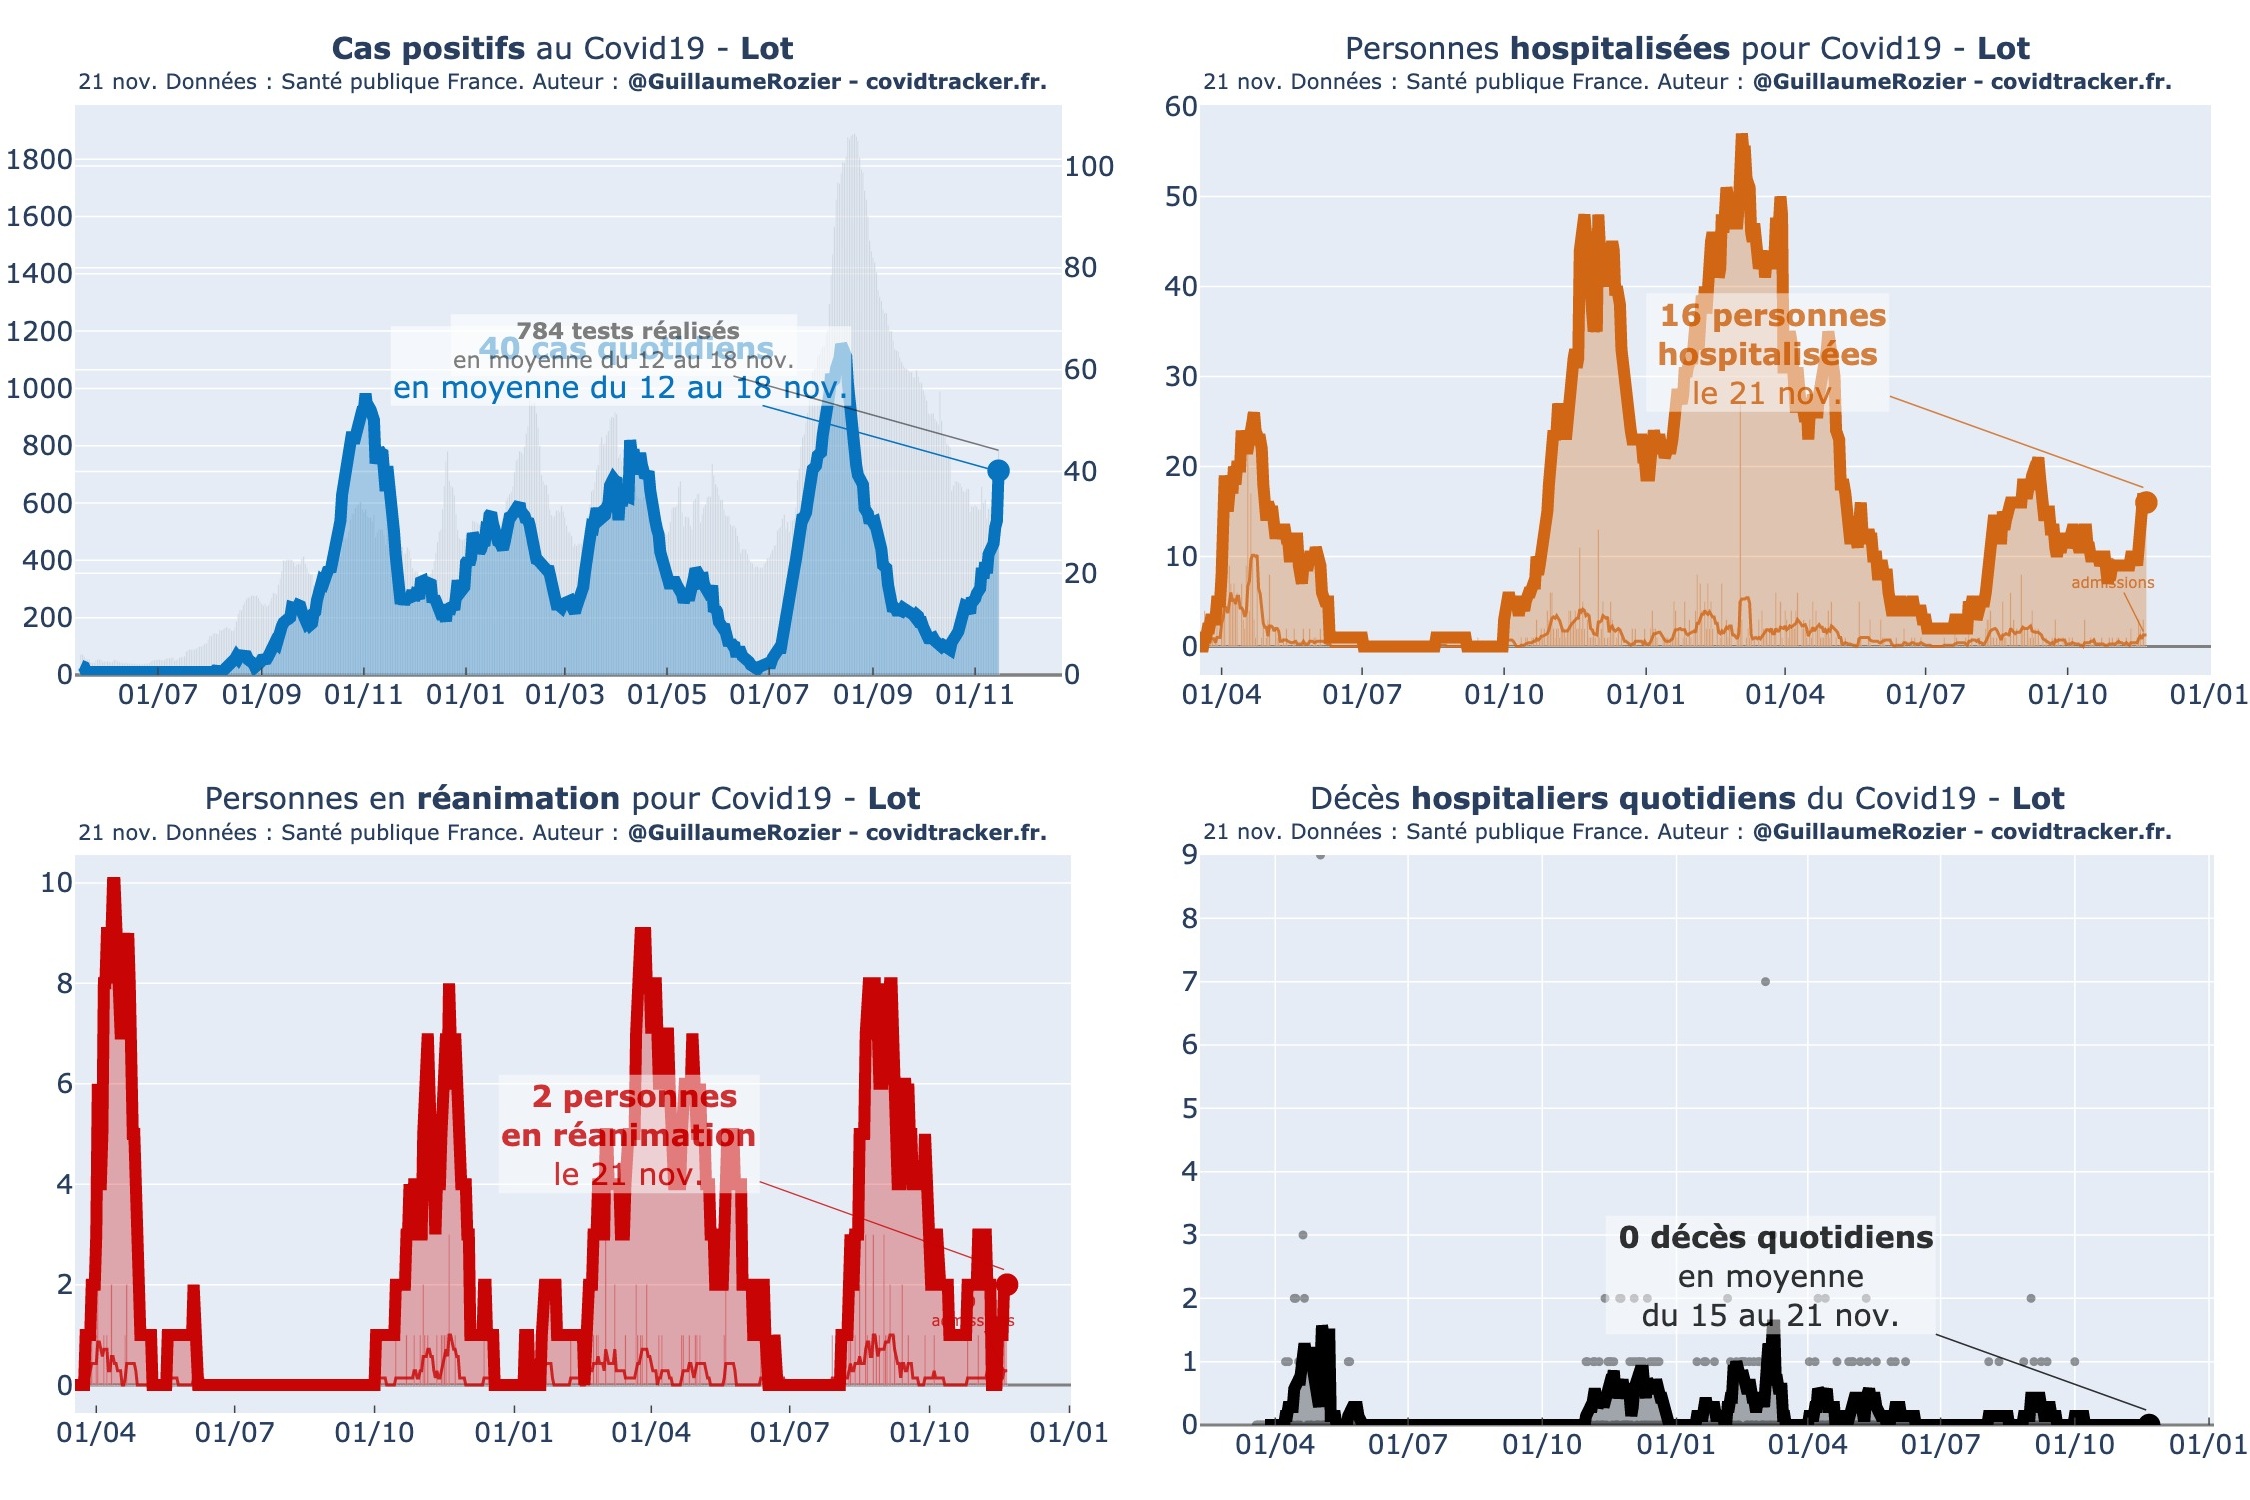 Cas positifs au Covid19 - Lot
21 nov. Données : Santé publique France. Auteur : @GuillaumeRozier - covidtracker.fr.
1800
1600
1400
1200
1000
800
600
400
200
0
100
80
60
40
20
0
784 tests réalisés
en moyenne du 12 au 18 nov.
40 cas quotidiens
en moyenne du 12 au 18 nov.
01/07 01/09 01/11 01/01 01/03 01/05 01/07 01/09 01/11
Personnes hospitalisées pour Covid19 - Lot
21 nov. Données : Santé publique France. Auteur : @GuillaumeRozier - covidtracker.fr.
60
50
40
30
20
10
0
16 personnes
hospitalisées
le 21 nov.
admissions
01/04 01/07 01/10 01/01 01/04 01/07 01/10 01/01
Personnes en réanimation pour Covid19 - Lot
21 nov. Données : Santé publique France. Auteur : @GuillaumeRozier - covidtracker.fr.
10
8
6
4
2
0
2 personnes
en réanimation
le 21 nov.
admissions
01/04 01/07 01/10 01/01 01/04 01/07 01/10 01/01
Décès hospitaliers quotidiens du Covid19 - Lot
21 nov. Données : Santé publique France. Auteur : @GuillaumeRozier - covidtracker.fr.
9
8
7
6
5
4
3
2
1
0
0 décès quotidiens
en moyenne
du 15 au 21 nov.
01/04 01/07 01/10 01/01 01/04 01/07 01/10 01/01